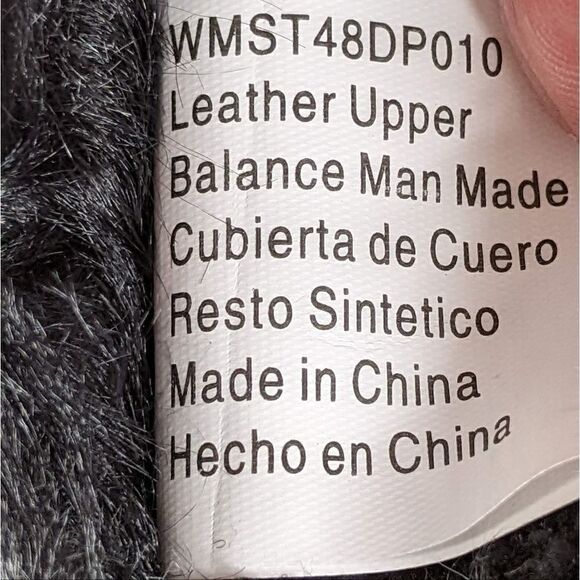 WMST48DP010
Leather Upper
Balance Man Made
Cubierta de Cuero
Resto Sintetico
Made in China
Hecho en China